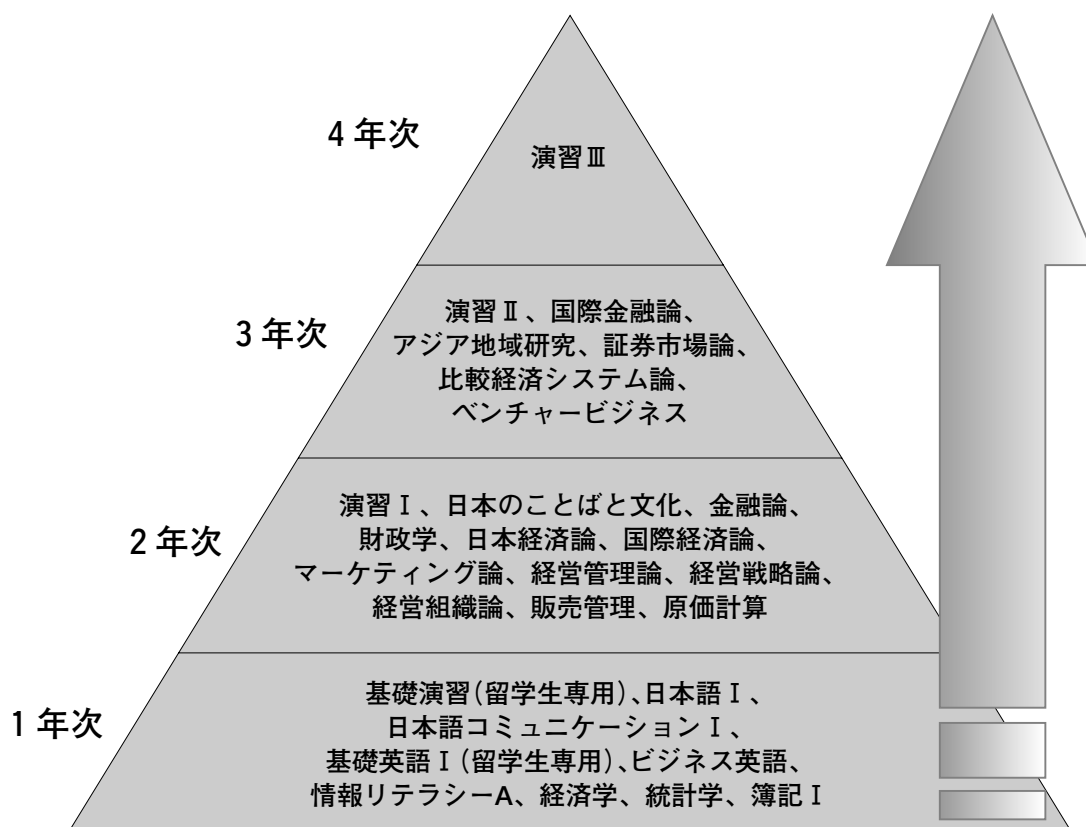 4年次
演習Ⅲ
3年次
演習Ⅱ、国際金融論、
アジア地域研究、証券市場論、
比較経済システム論、
ベンチャービジネス
2年次
演習Ⅰ、日本のことばと文化、金融論、
財政学、日本経済論、国際経済論、
マーケティング論、経営管理論、経営戦略論、
経営組織論、販売管理、原価計算
1年次
基礎演習(留学生専用)、日本語Ⅰ、
日本語コミュニケーションⅠ、
基礎英語Ⅰ(留学生専用)、ビジネス英語、
情報リテラシーA、経済学、統計学、簿記Ⅰ